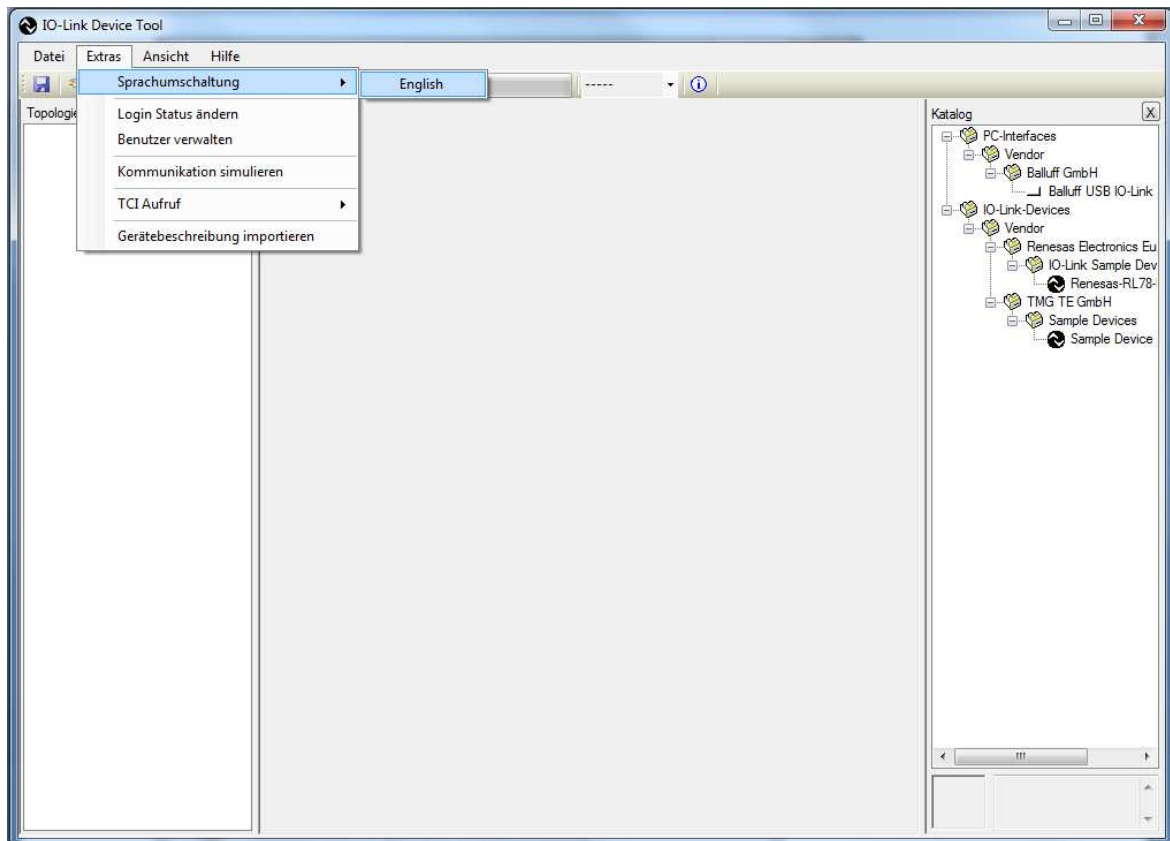 IO-Link Device Tool
Datei Extras Ansicht Hilfe
Sprachumschaltung English ----- 
Topologie
Login Status ändern
Benutzer verwalten
Kommunikation simulieren
TCI Aufruf
Gerätebeschreibung importieren
Katalog X
PC-Interfaces
Vendor
Balluff GmbH
Balluff USB IO-Link
IO-Link-Devices
Vendor
Renesas Electronics Eu
IO-Link Sample Dev
Renesas-RL78-
TMG TE GmbH
Sample Devices
Sample Device